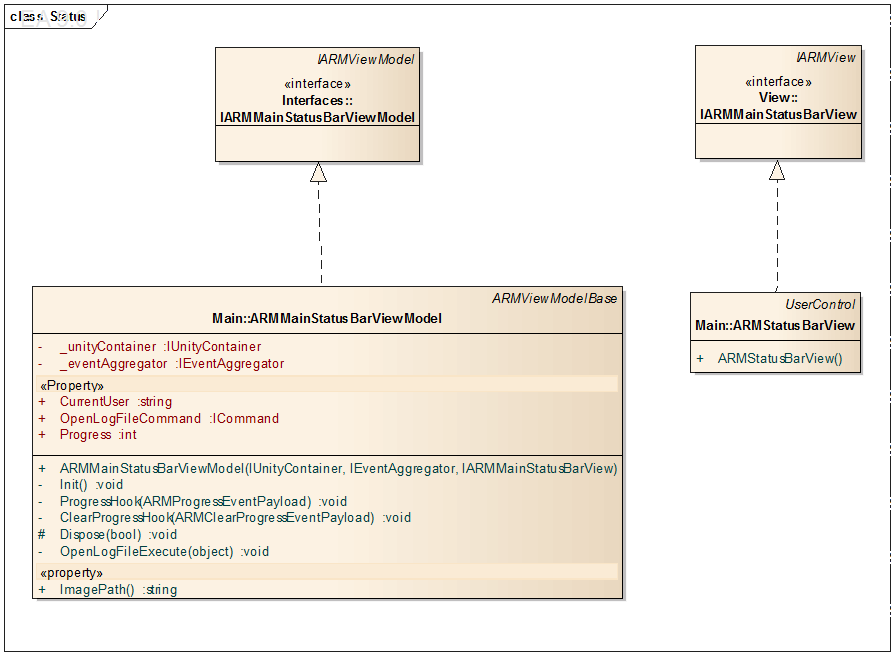 class Status
IARMViewModel
«interface»
Interfaces::
IARMMainStatusBarViewModel
IARMView
«interface»
View::
IARMMainStatusBarView
ARMViewModelBase
Main::ARMMainStatusBarViewModel
- _unityContainer :IUnityContainer
- _eventAggregator :IEventAggregator
«Property»
+ CurrentUser :string
+ OpenLogFileCommand :ICommand
+ Progress :int
+ ARMMainStatusBarViewModel(IUnityContainer, IEventAggregator, IARMMainStatusBarView)
- Init() :void
- ProgressHook(ARMProgressEventPayload) :void
- ClearProgressHook(ARMClearProgressEventPayload) :void
# Dispose(bool) :void
- OpenLogFileExecute(object) :void
«property»
+ ImagePath() :string
UserControl
Main::ARMStatusBarView
+ ARMStatusBarView()